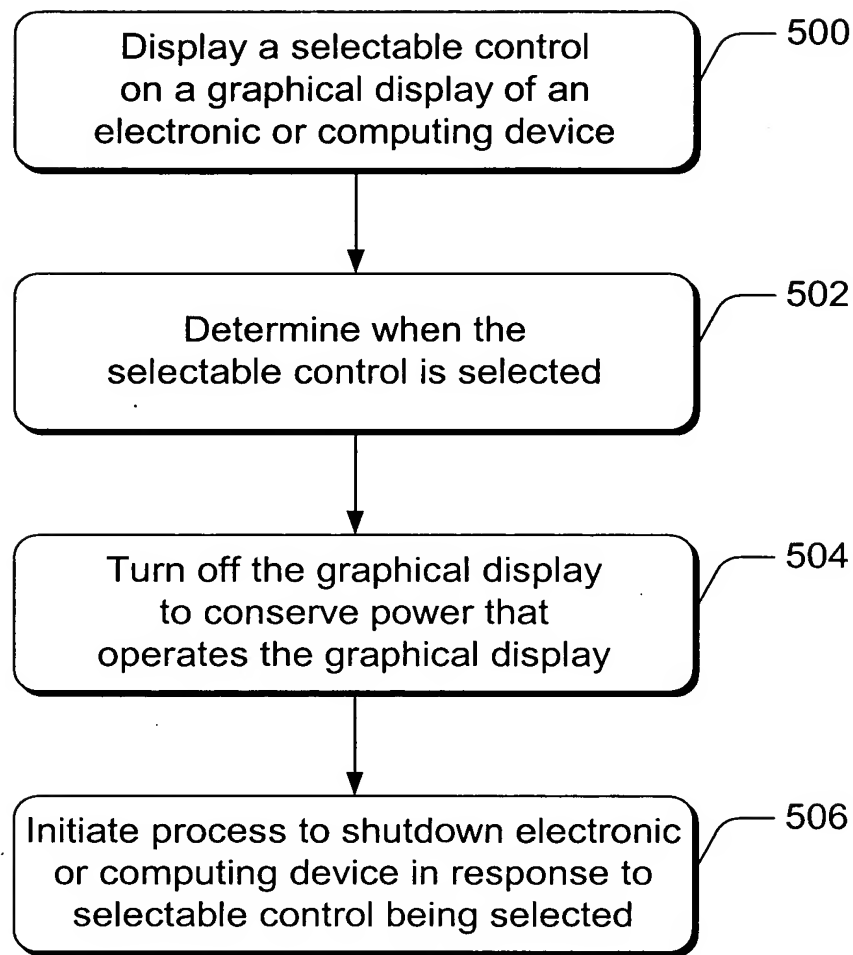 Display a selectable control
on a graphical display of an
electronic or computing device
500
Determine when the
selectable control is selected
502
Turn off the graphical display
to conserve power that
operates the graphical display
504
Initiate process to shutdown electronic
or computing device in response to
selectable control being selected
506